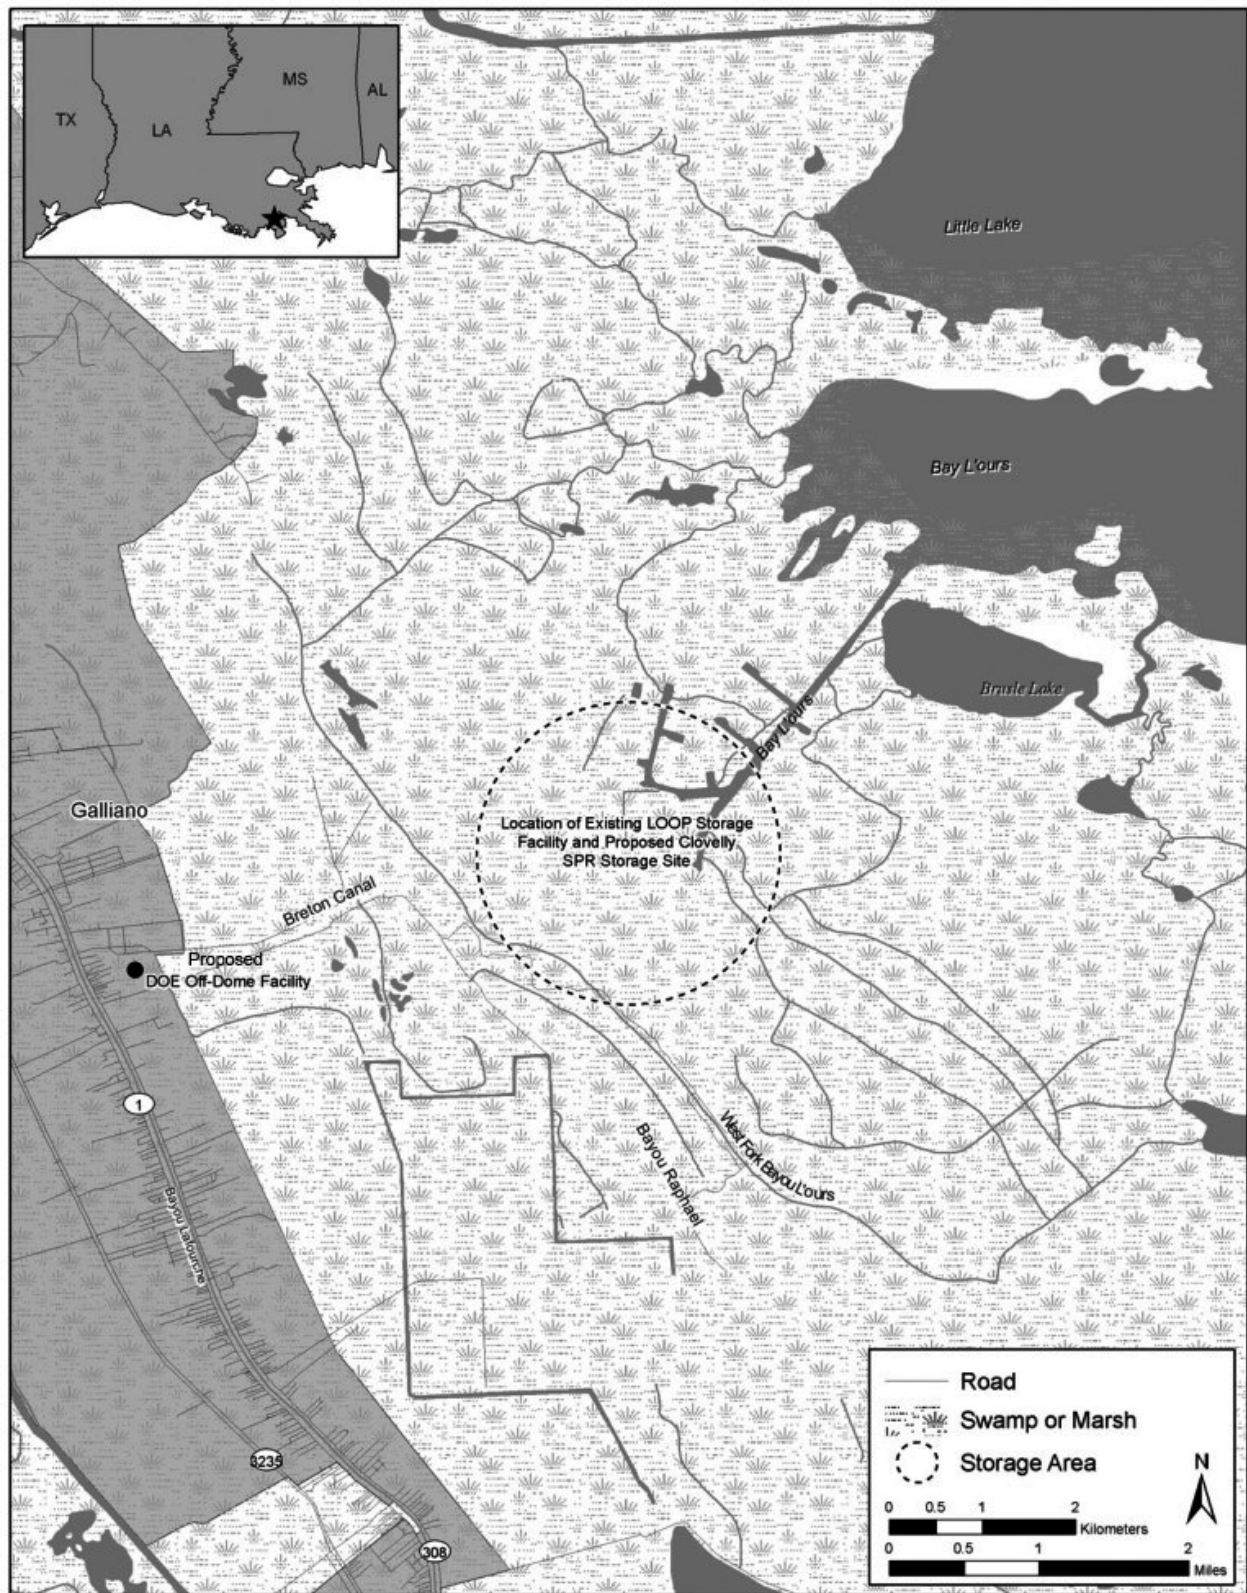 TX
LA
MS
AL
Little Lake
Bay L'ours
Brusle Lake
Bay L'ours
Galliano
Location of Existing LOOP Storage
Facility and Proposed Clovelly
SPR Storage Site
Breton Canal
Proposed
DOE Off-Dome Facility
1
Bayou Lafourche
Bayou Raphael
West Fork Bayou L'ours
3235
308
Road
Swamp or Marsh
Storage Area
N
0 0.5 1 2
Kilometers
0 0.5 1 2
Miles